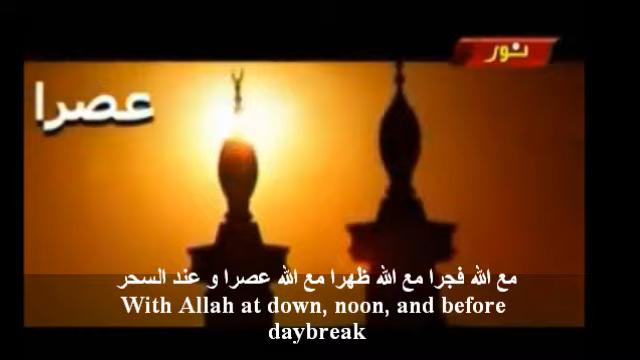 نور
عصرا
مع الله فجرا مع الله ظهرا مع الله عصرا و عند السحر
With Allah at down, noon, and before
daybreak